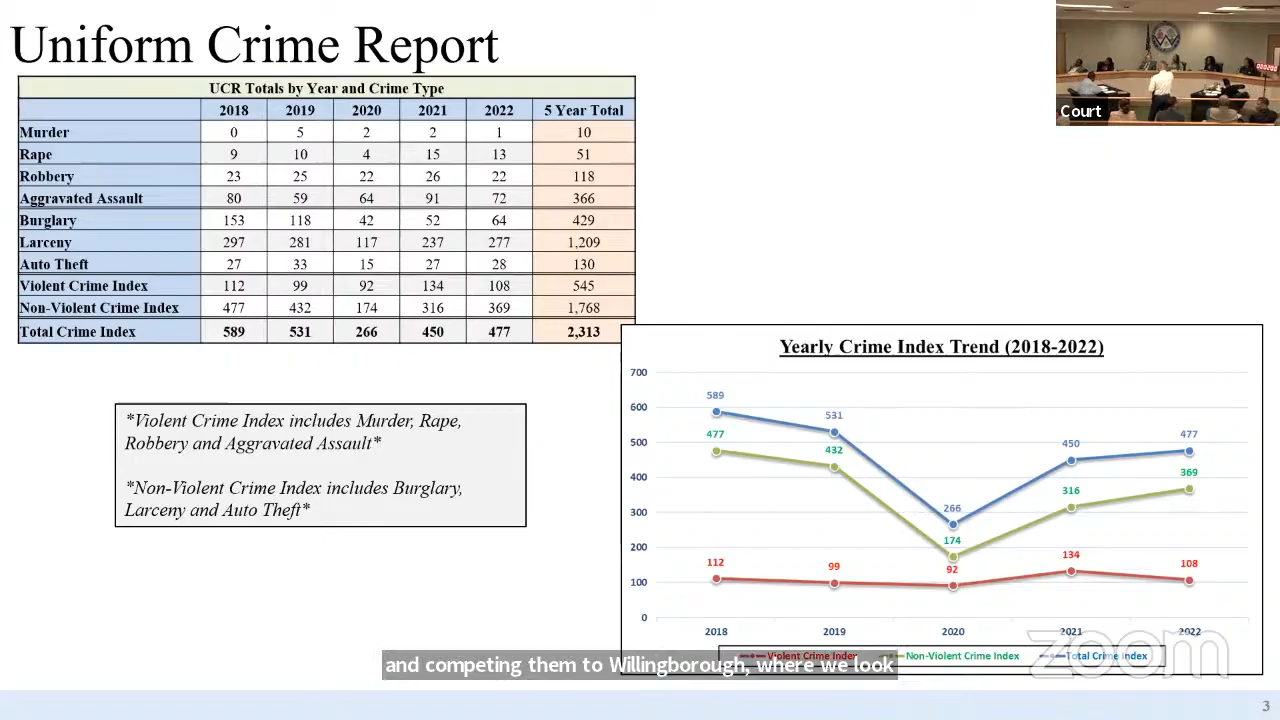 Uniform Crime Report
UCR Totals by Year and Crime Type
2018 2019 2020 2021 2022 5 Year Total
Murder 0 5 2 2 1 10
Rape 9 10 4 15 13 51
Robbery 23 25 22 26 22 118
Aggravated Assault 80 59 64 91 72 366
Burglary 153 118 42 52 64 429
Larceny 297 281 117 237 277 1,209
Auto Theft 27 33 15 27 28 130
Violent Crime Index 112 99 92 134 108 545
Non-Violent Crime Index 477 432 174 316 369 1,768
Total Crime Index 589 531 266 450 477 2,313
Court
*Violent Crime Index includes Murder, Rape,
Robbery and Aggravated Assault*
*Non-Violent Crime Index includes Burglary,
Larceny and Auto Theft*
Yearly Crime Index Trend (2018-2022)
700
600
500
400
300
200
100
0
589 531 266 450 477
477 432 174 316 369
112 99 92 134 108
2018 2019 2020 2021 2022
Violent Crime Index Non-Violent Crime Index Total Crime Index
zoom
and competing them to Willingborough, where we look
3